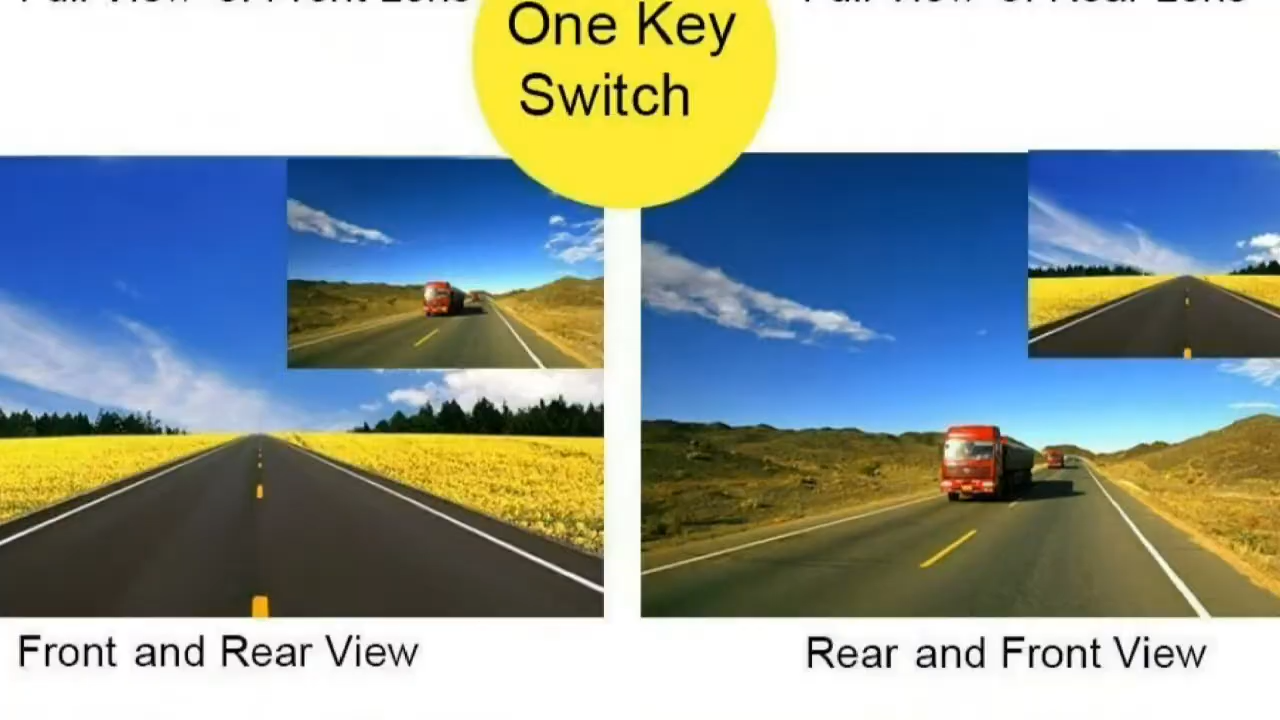 One Key
Switch
Front and Rear View
Rear and Front View